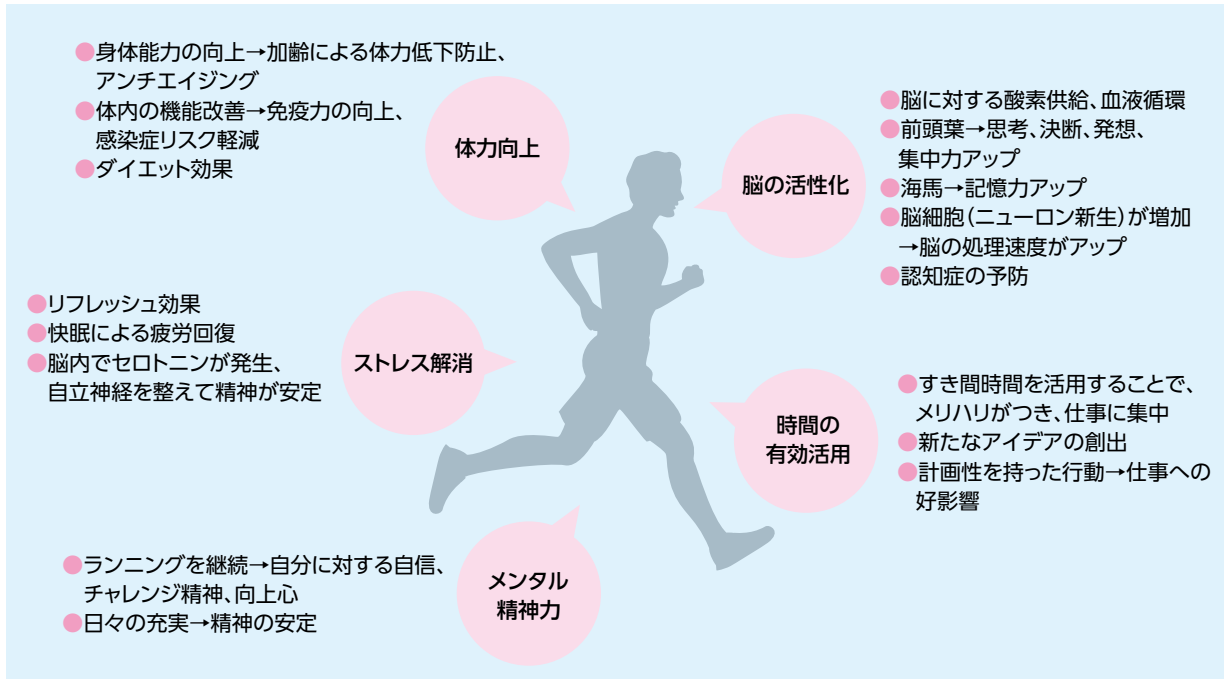 ●身体能力の向上→加齢による体力低下防止、
アンチエイジング
●体内の機能改善→免疫力の向上、
感染症リスク軽減
●ダイエット効果
体力向上
脳の活性化
●脳に対する酸素供給、血液循環
●前頭葉→思考、決断、発想、
集中力アップ
●海馬→記憶力アップ
●脳細胞（ニューロン新生）が増加
→脳の処理速度がアップ
●認知症の予防
●リフレッシュ効果
●快眠による疲労回復
●脳内でセロトニンが発生、
自立神経を整えて精神が安定
ストレス解消
時間の
有効活用
●すき間時間を活用することで、
メリハリがつき、仕事に集中
●新たなアイデアの創出
●計画性を持った行動→仕事への
好影響
●ランニングを継続→自分に対する自信、
チャレンジ精神、向上心
●日々の充実→精神の安定
メンタル
精神力